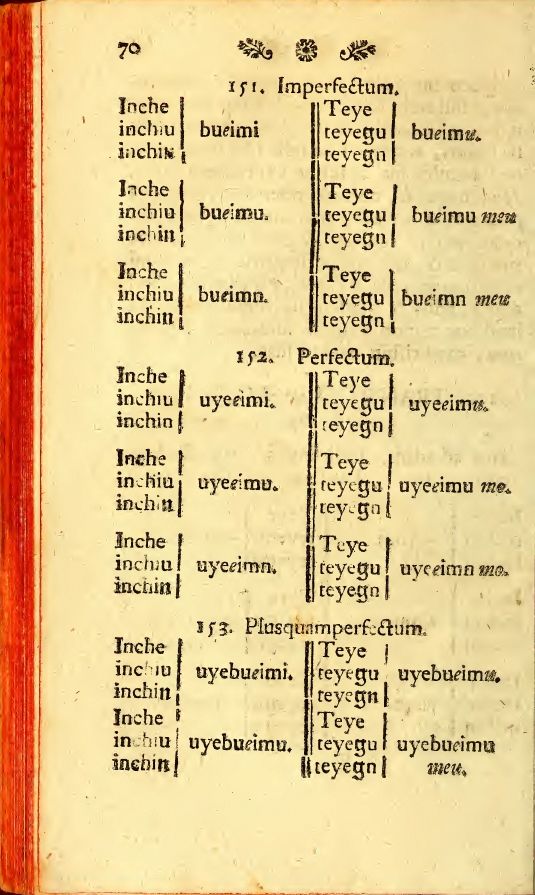 70
151. Imperfectum.
Inche Teye
inchiu bueimi teyegu bueimu.
inchin teyegn
Inche Teye
inchiu bueimu. teyegu bueimu meu
inchin teyegn
Inche Teye
inchiu bueimn. teyegu bueimn meu
inchin teyegn
152. Perfectum.
Inche Teye
inchiu uyeeimi. teyegu uyeeimu.
inchin teyegn
Inche Teye
inchiu uyeeimu. teyegu uyeeimu mo.
inchin teyegn
Inche Teye
inchiu uyeeimn. teyegu uyeeimn mo.
inchin teyegn
153. Plusquamperfectum.
Inche Teye
inchiu uyebueimi. teyegu uyebueimu.
inchin teyegn
Inche Teye
inchiu uyebueimu. teyegu uyebueimu
inchin teyegn meu.